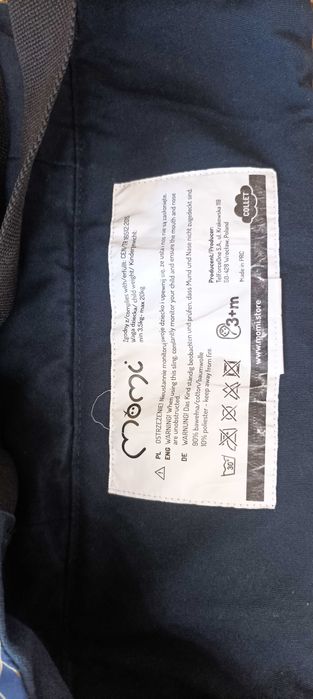 momi
Zgodny z/complies with/erfüllt: CEN/TR 16512:2015
Waga dziecka/ child weight/ Kindergewicht:
min 3.5kg- max 20kg
PL OSTRZEŻENIE! Nieustannie monitoruj swoje dziecko i upewnij się, że usta i nos nie są zasłonięte.
ENG WARNING! When using this sling, constantly monitor your child and ensure the mouth and nose
are unobstructed.
DE WARNUNG! Das Kind ständig beobachten und prüfen, dass Mund und Nase nicht zugedeckt sind.
90% bawełna/cotton/baumwolle
10% poliester - keep away from fire
30°
3+m
Producent/Producer:
TelForceOne S.A., ul. Krakowska 119
50-428 Wrocław, Poland
Made in PRC
www.momi.store
COLLET